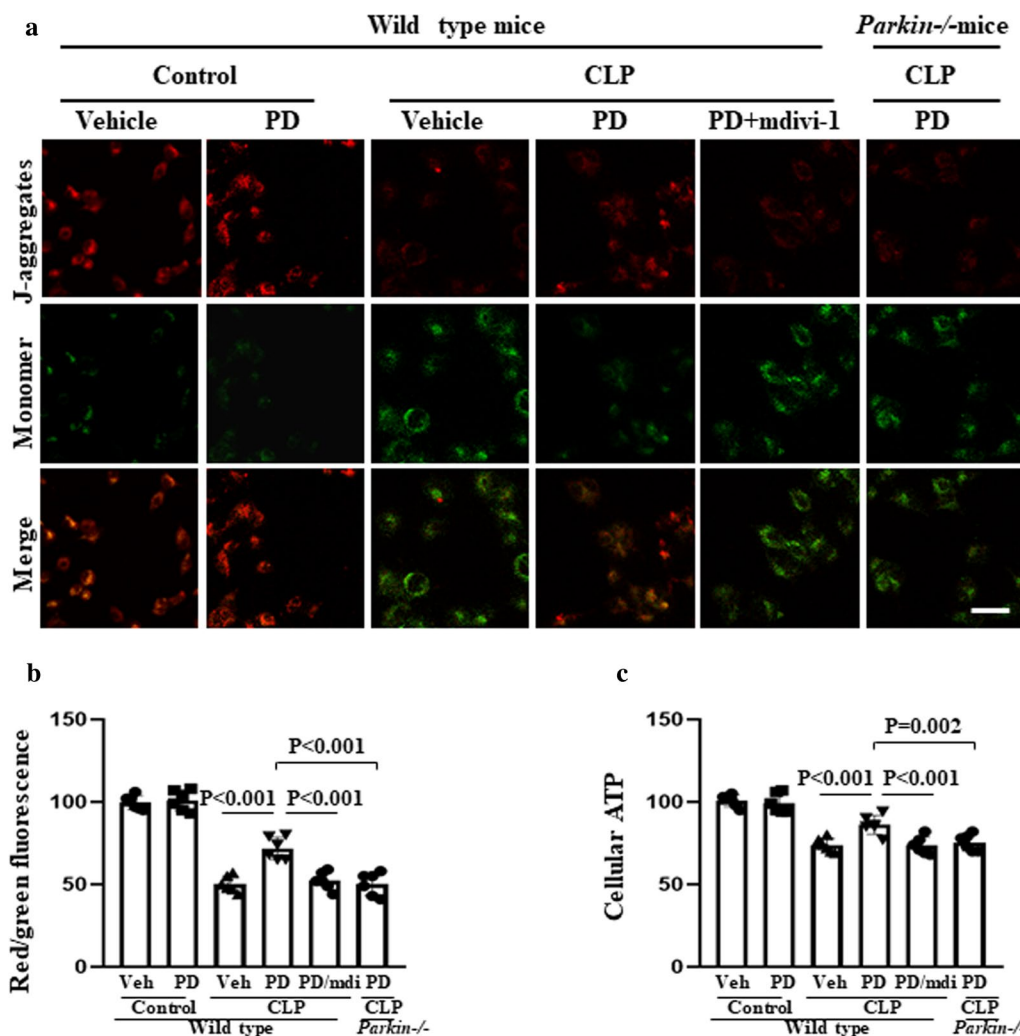 a
Wild type mice
Parkin-/-mice
Control
CLP
CLP
Vehicle
PD
Vehicle
PD
PD+mdivi-1
PD
J-aggregates
Monomer
Merge
b
Red/green fluorescence
150
100
50
0
P<0.001
P<0.001
P<0.001
Veh
PD
Veh
PD
PD/mdi
PD
Control
CLP
CLP
Wild type
Parkin-/-
c
Cellular ATP
150
100
50
0
P=0.002
P<0.001
P<0.001
Veh
PD
Veh
PD
PD/mdi
PD
Control
CLP
CLP
Wild type
Parkin-/